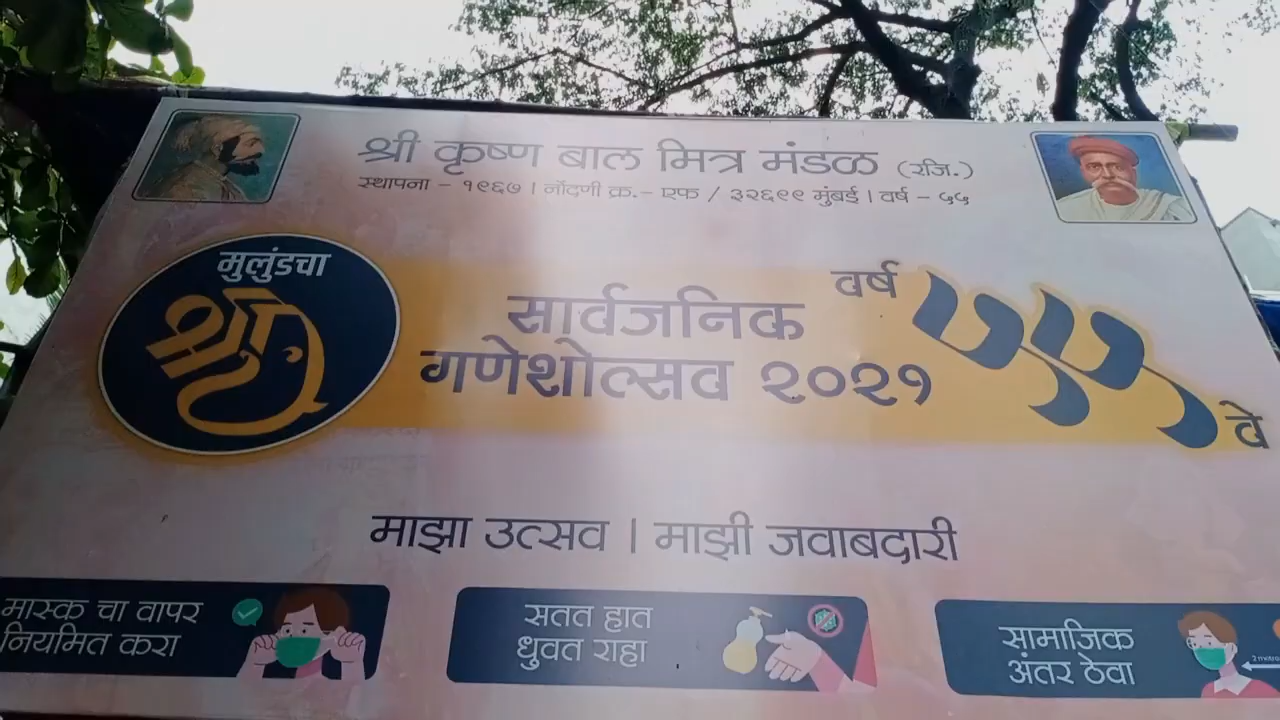 श्री कृष्ण बाल मित्र मंडळ (रजि.)
स्थापना - १९६७ | नोंदणी क्र.- एफ / ३२६९९ मुंबई | वर्ष - ५५
मुलुंडचा
श्री
सार्वजनिक
गणेशोत्सव २०२१
वर्ष ५५ वे
माझा उत्सव | माझी जवाबदारी
मास्क चा वापर
नियमित करा
सतत हात
धुवत राहा
सामाजिक
अंतर ठेवा